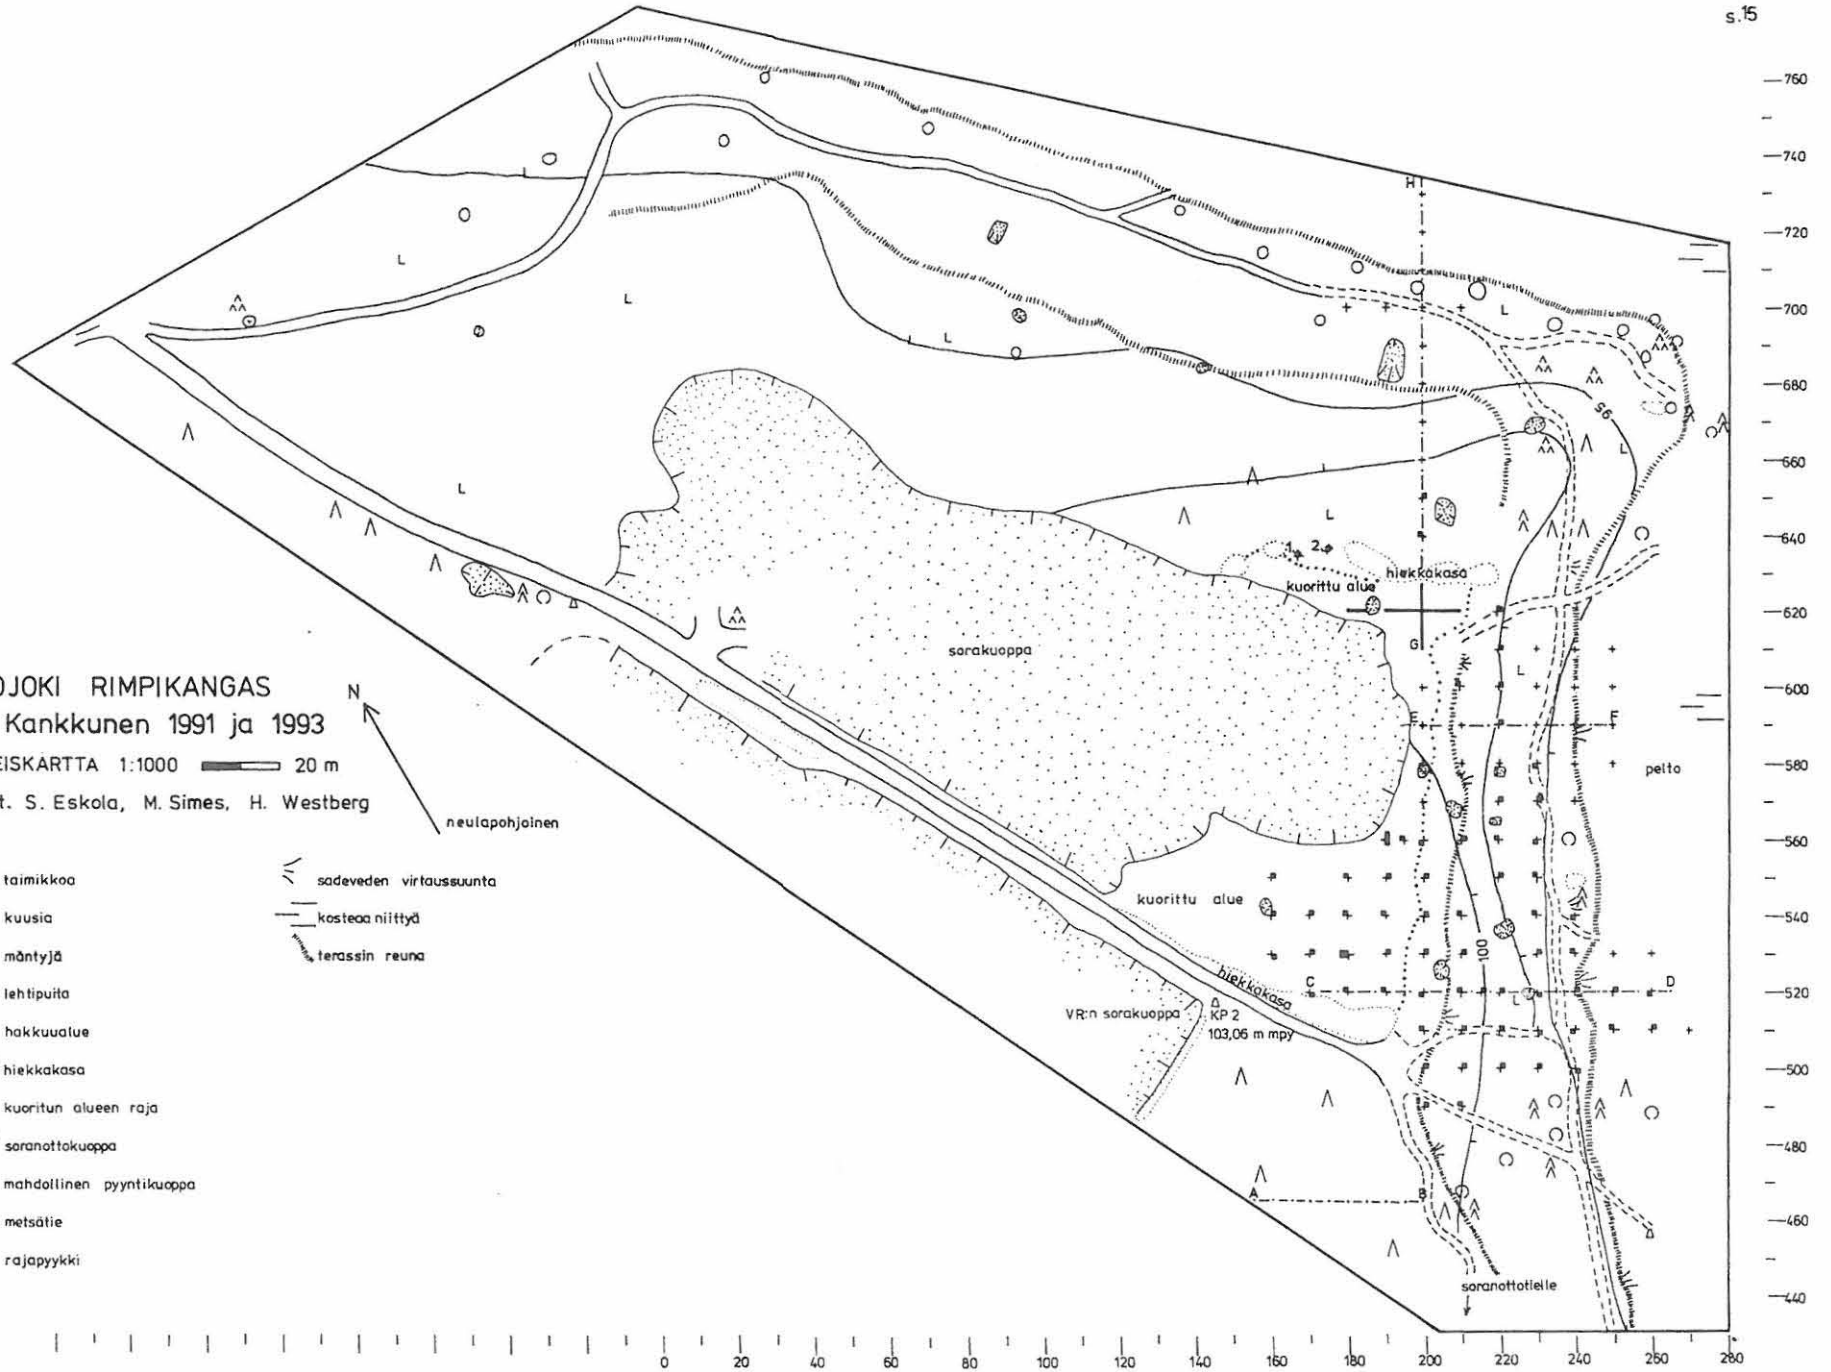 s.15
OJOKI RIMPIKANGAS
Kankkunen 1991 ja 1993
EISKARTTA 1:1000 20 m
t. S. Eskola, M. Simes, H. Westberg
N
neulapohjoinen
taimikkoa
kuusia
mäntyjä
lehtipuita
hakkuualue
hiekkakasa
kuoritun alueen raja
soranottokuoppa
mahdollinen pyyntikuoppa
metsätie
rajapyykki
sadeveden virtaussuunta
kosteaa niittyä
terassin reuna
H
95
1. 2.
hiekkakasa
kuorittu alue
sorakuoppa
G
E F
pelto
kuorittu alue
100
hiekkakasa
C D
VR:n sorakuoppa
KP 2
103,06 m mpy
A B
soranottotielle
760
740
720
700
680
660
640
620
600
580
560
540
520
500
480
460
440
0 20 40 60 80 100 120 140 160 180 200 220 240 260 280